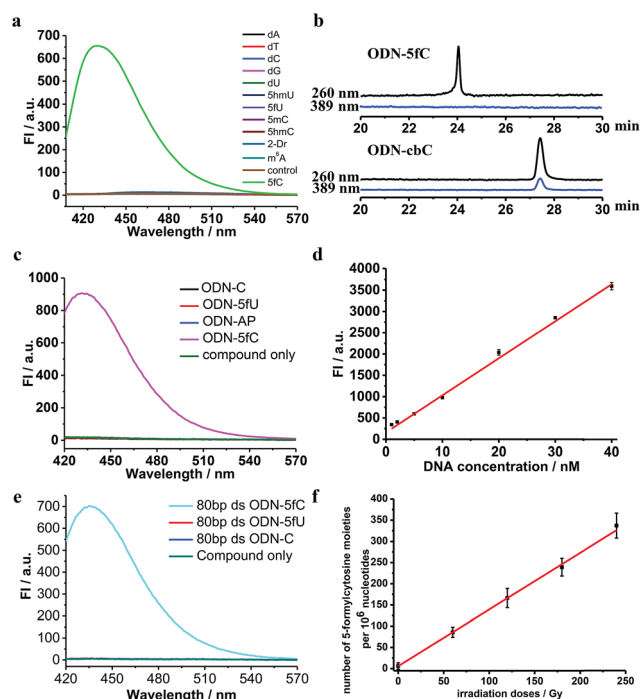 a
FI / a.u.
700
600
500
400
300
200
100
0
420 450 480 510 540 570
Wavelength / nm
dA
dT
dC
dG
dU
5hmU
5fU
5mC
5hmC
2-Dr
m⁶A
control
5fC
b
ODN-5fC
260 nm
389 nm
20 22 24 26 28 30 min
ODN-cbC
260 nm
389 nm
20 22 24 26 28 30 min
c
FI / a.u.
1000
800
600
400
200
0
420 450 480 510 540 570
Wavelength / nm
ODN-C
ODN-5fU
ODN-AP
ODN-5fC
compound only
d
FI / a.u.
4000
3500
3000
2500
2000
1500
1000
500
0
0 10 20 30 40
DNA concentration / nM
e
FI / a.u.
700
600
500
400
300
200
100
0
420 450 480 510 540 570
Wavelength / nm
80bp ds ODN-5fC
80bp ds ODN-5fU
80bp ds ODN-C
Compound only
f
number of 5-formylcytosine moieties
per 10⁶ nucleotides
400
350
300
250
200
150
100
50
0
0 50 100 150 200 250
irradiation doses / Gy